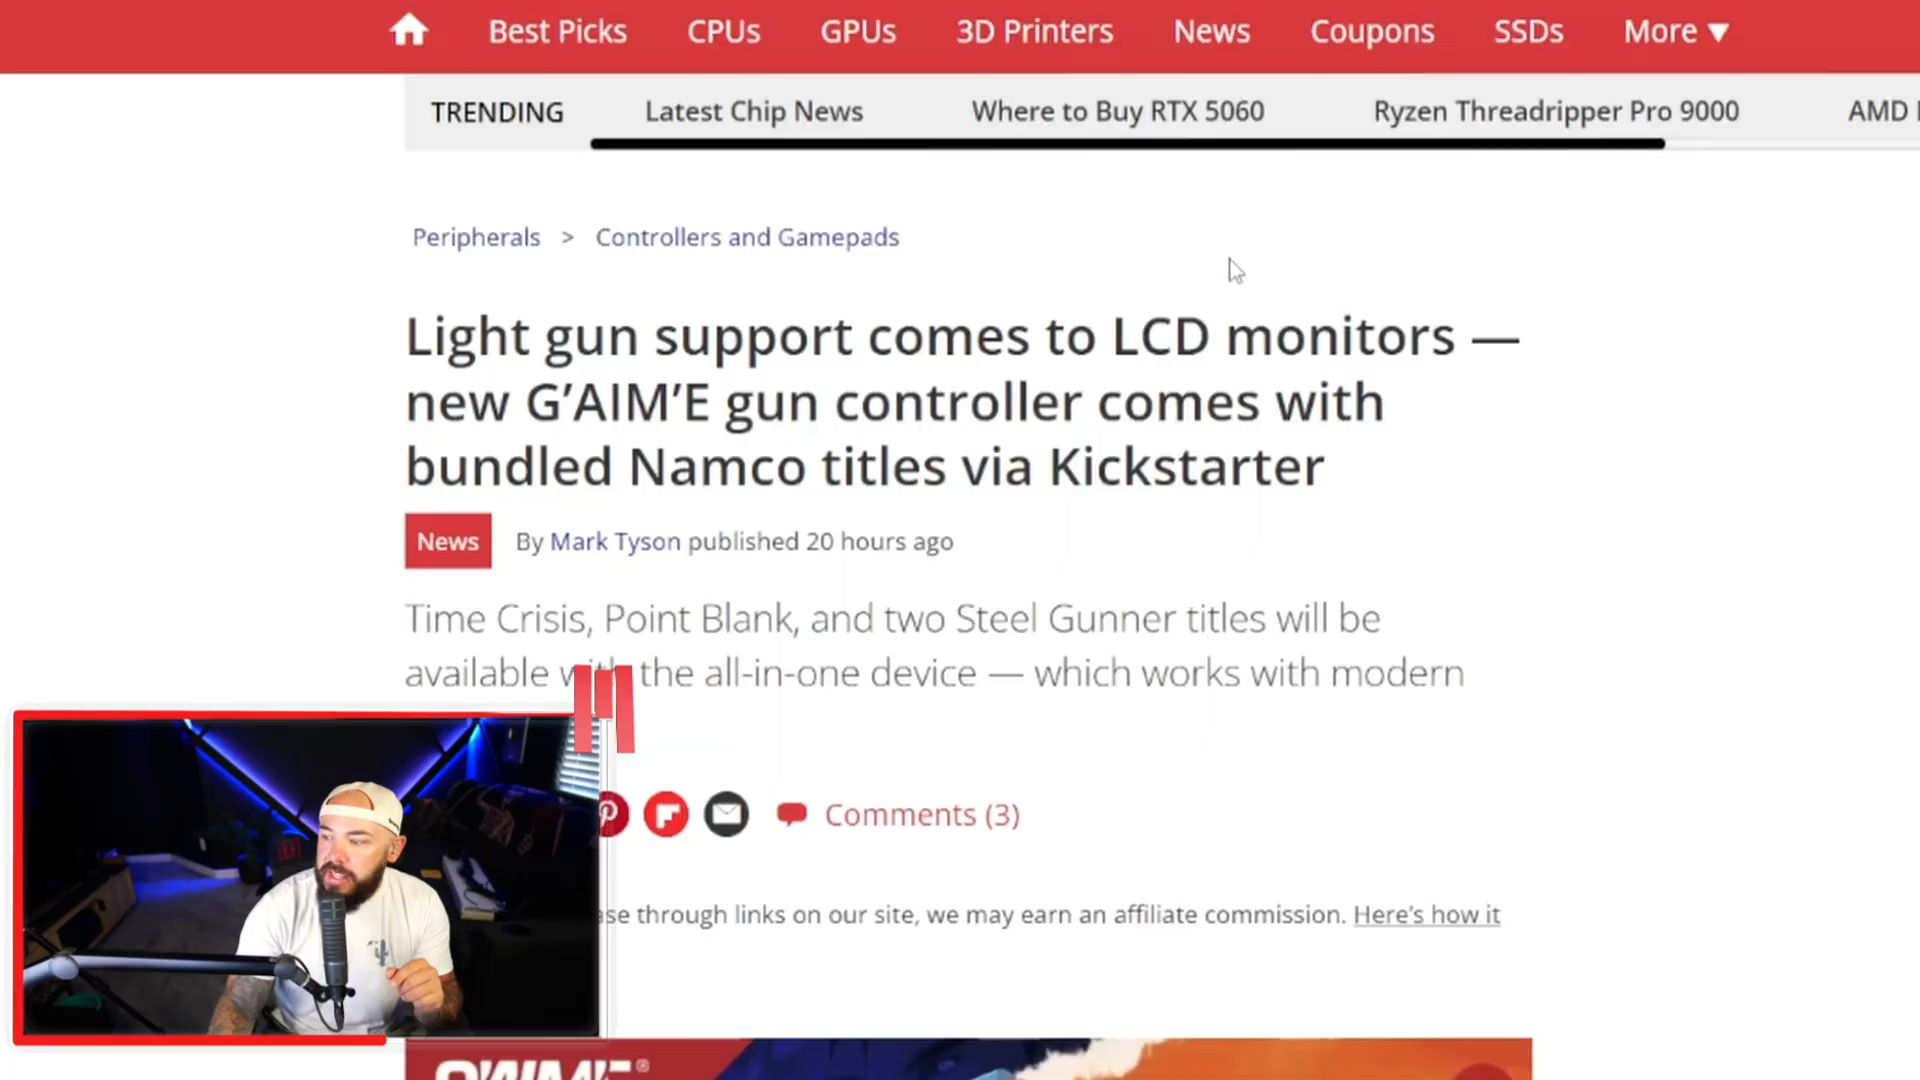 Best Picks CPUs GPUs 3D Printers News Coupons SSDs More ▼
TRENDING Latest Chip News Where to Buy RTX 5060 Ryzen Threadripper Pro 9000 AMD
Peripherals > Controllers and Gamepads
Light gun support comes to LCD monitors —
new G’AIM’E gun controller comes with
bundled Namco titles via Kickstarter
News By Mark Tyson published 20 hours ago
Time Crisis, Point Blank, and two Steel Gunner titles will be
available with the all-in-one device — which works with modern
Comments (3)
through links on our site, we may earn an affiliate commission. Here’s how it